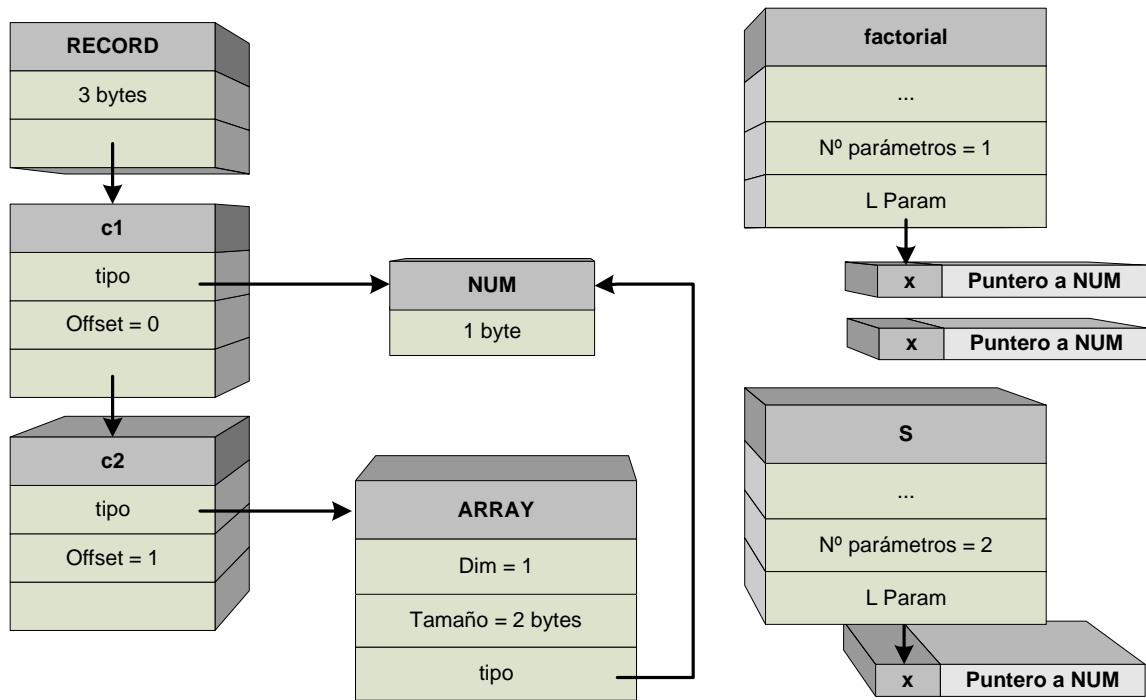 RECORD
3 bytes
c1
tipo
Offset = 0
c2
tipo
Offset = 1
NUM
1 byte
ARRAY
Dim = 1
Tamaño = 2 bytes
tipo
factorial
...
Nº parámetros = 1
L Param
x Puntero a NUM
x Puntero a NUM
S
...
Nº parámetros = 2
L Param
x Puntero a NUM